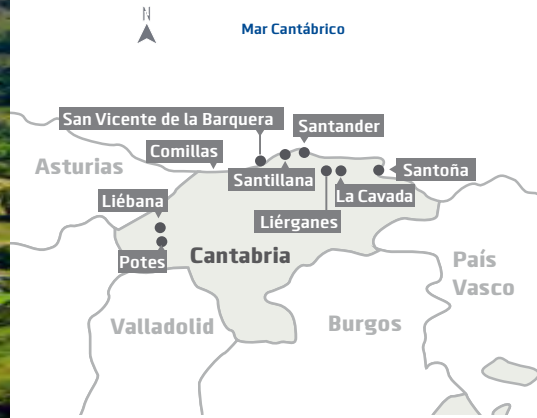 N
Mar Cantábrico
San Vicente de la Barquera
Santander
Comillas
Asturias
Santillana
Santoña
La Cavada
Liébana
Liérganes
Cantabria
Potes
País
Vasco
Valladolid
Burgos